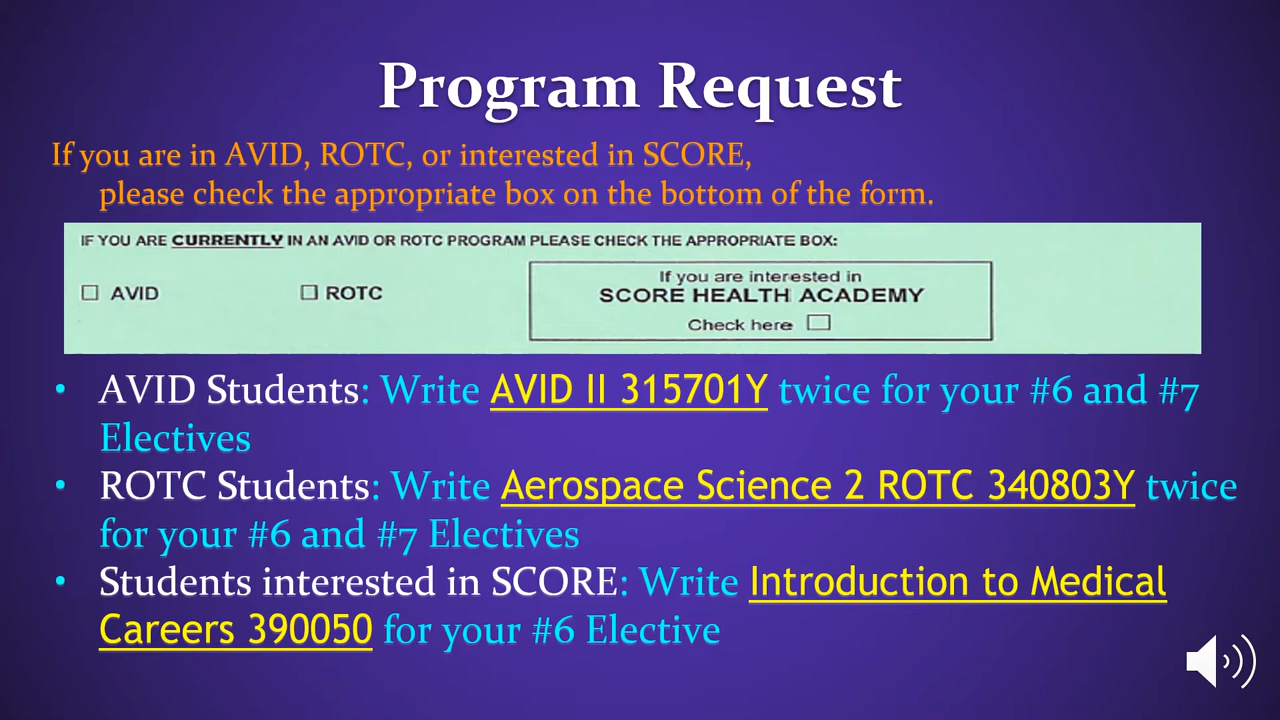 Program Request
If you are in AVID, ROTC, or interested in SCORE,
please check the appropriate box on the bottom of the form.
IF YOU ARE CURRENTLY IN AN AVID OR ROTC PROGRAM PLEASE CHECK THE APPROPRIATE BOX:
☐ AVID ☐ ROTC
If you are interested in
SCORE HEALTH ACADEMY
Check here ☐
• AVID Students: Write AVID II 315701Y twice for your #6 and #7
Electives
• ROTC Students: Write Aerospace Science 2 ROTC 340803Y twice
for your #6 and #7 Electives
• Students interested in SCORE: Write Introduction to Medical
Careers 390050 for your #6 Elective